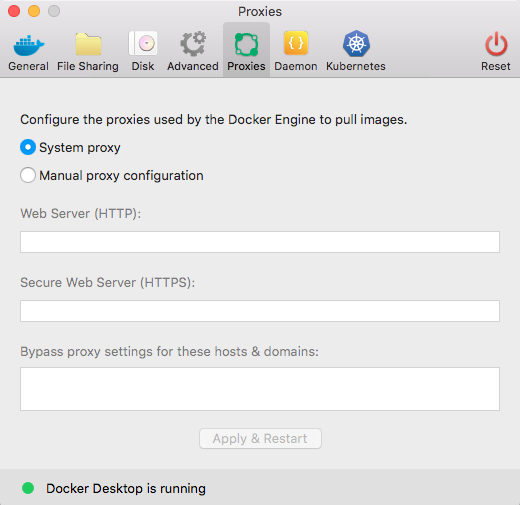 Proxies
General
File Sharing
Disk
Advanced
Proxies
Daemon
Kubernetes
Reset
Configure the proxies used by the Docker Engine to pull images.
System proxy
Manual proxy configuration
Web Server (HTTP):
Secure Web Server (HTTPS):
Bypass proxy settings for these hosts & domains:
Apply & Restart
Docker Desktop is running